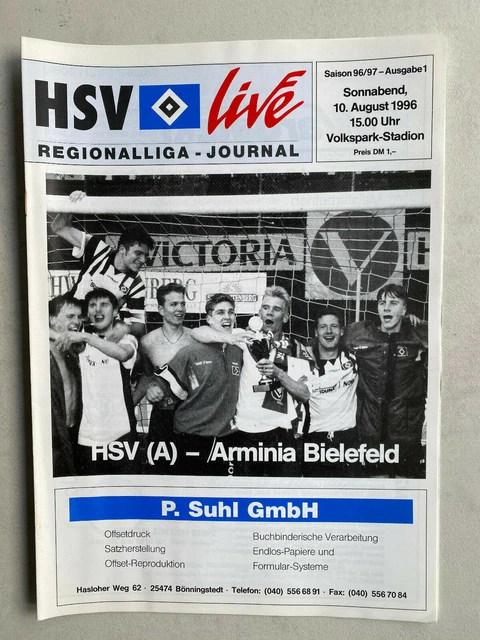 HSV live
REGIONALLIGA - JOURNAL
Saison 96/97 – Ausgabe 1
Sonnabend,
10. August 1996
15.00 Uhr
Volkspark-Stadion
Preis DM 1,–
VICTORIA
HSV (A) – Arminia Bielefeld
P. Suhl GmbH
Offsetdruck
Satzherstellung
Offset-Reproduktion
Buchbinderische Verarbeitung
Endlos-Papiere und
Formular-Systeme
Hasloher Weg 62 · 25474 Bönningstedt · Telefon: (040) 556 68 91 · Fax: (040) 556 70 84